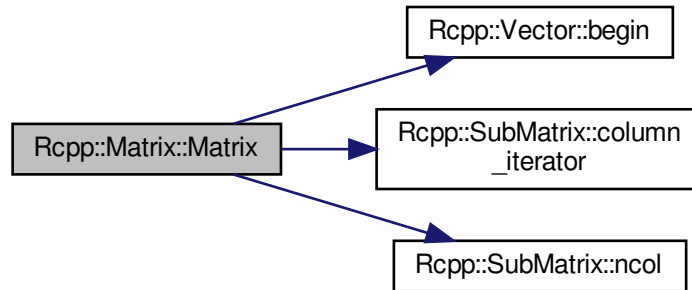 Rcpp::Vector::begin
Rcpp::Matrix::Matrix
Rcpp::SubMatrix::column
_iterator
Rcpp::SubMatrix::ncol